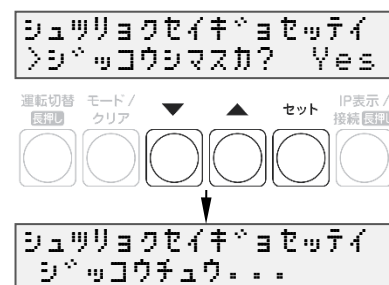 シュツリョクセイギョセッテイ
>ジッコウシマスカ? Yes
運転切替 モード/ ▼ ▲ セット IP表示/
長押し クリア 接続 長押し
シュツリョクセイギョセッテイ
ジッコウチュウ...